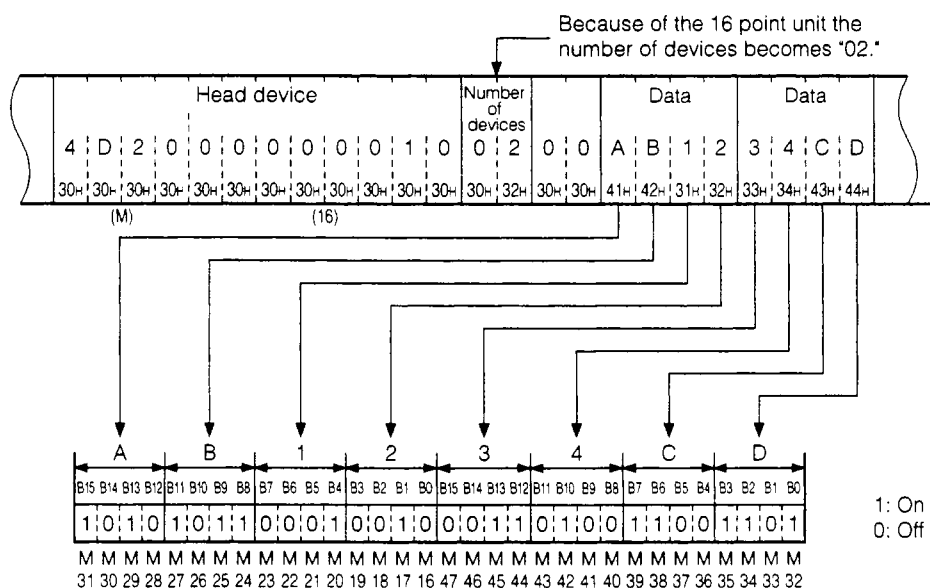 Because of the 16 point unit the
number of devices becomes "02."
Head device
Number
of
devices
Data
Data
4 D 2 0 0 0 0 0 0 0 1 0 0 2 0 0 A B 1 2 3 4 C D
30H 30H 30H 30H 30H 30H 30H 30H 30H 30H 30H 30H 30H 32H 30H 30H 41H 42H 31H 32H 33H 34H 43H 44H
(M) (16)
A B 1 2 3 4 C D
B15 B14 B13 B12 B11 B10 B9 B8 B7 B6 B5 B4 B3 B2 B1 B0 B15 B14 B13 B12 B11 B10 B9 B8 B7 B6 B5 B4 B3 B2 B1 B0
1 0 1 0 1 0 1 1 0 0 0 1 0 0 1 0 0 0 1 1 0 1 0 0 1 1 0 0 1 1 0 1
1: On
0: Off
M M M M M M M M M M M M M M M M M M M M M M M M M M M M M M M M
31 30 29 28 27 26 25 24 23 22 21 20 19 18 17 16 47 46 45 44 43 42 41 40 39 38 37 36 35 34 33 32